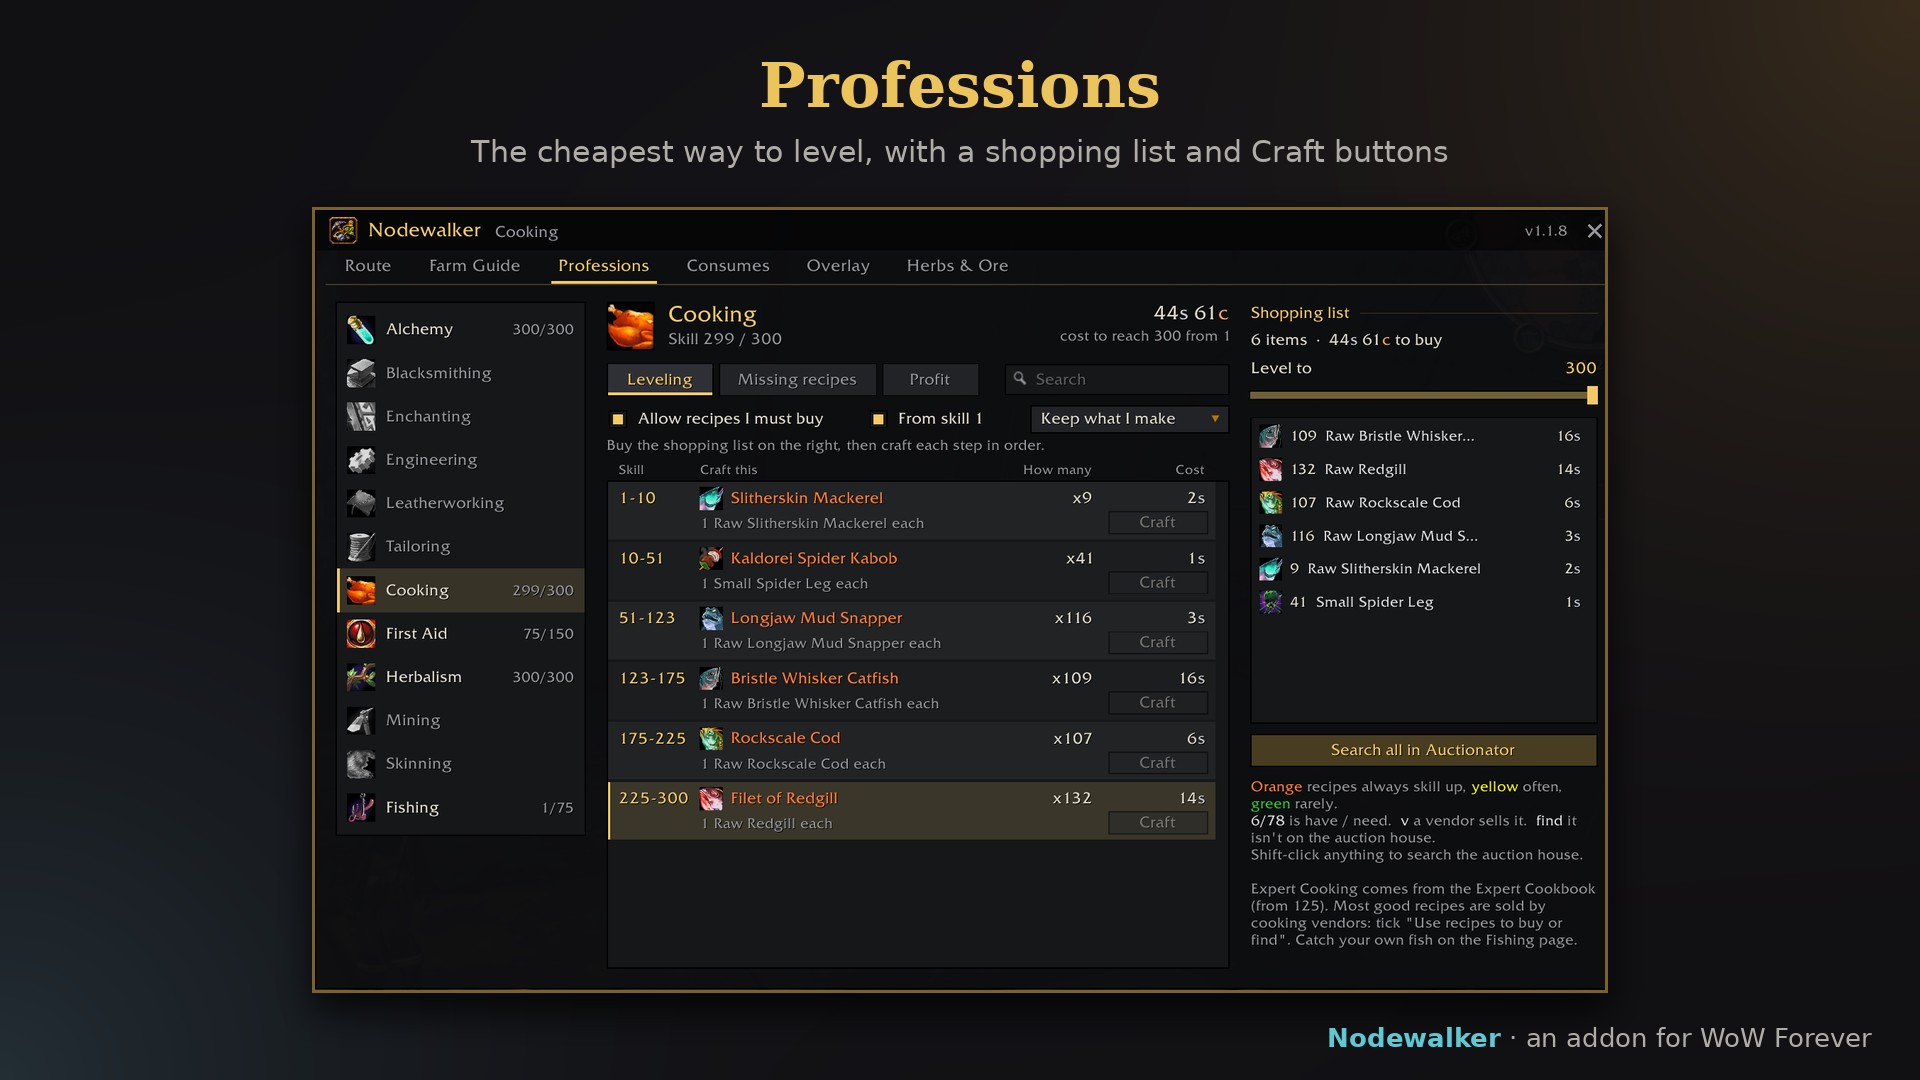 Professions
The cheapest way to level, with a shopping list and Craft buttons
Nodewalker Cooking v1.1.8
Route Farm Guide Professions Consumes Overlay Herbs & Ore
Alchemy 300/300
Blacksmithing
Enchanting
Engineering
Leatherworking
Tailoring
Cooking 299/300
First Aid 75/150
Herbalism 300/300
Mining
Skinning
Fishing 1/75
Cooking 44s 61c
Skill 299 / 300 cost to reach 300 from 1
Leveling Missing recipes Profit Search
Allow recipes I must buy From skill 1 Keep what I make
Buy the shopping list on the right, then craft each step in order.
Skill Craft this How many Cost
1-10 Slitherskin Mackerel x9 2s
1 Raw Slitherskin Mackerel each Craft
10-51 Kaldorei Spider Kabob x41 1s
1 Small Spider Leg each Craft
51-123 Longjaw Mud Snapper x116 3s
1 Raw Longjaw Mud Snapper each Craft
123-175 Bristle Whisker Catfish x109 16s
1 Raw Bristle Whisker Catfish each Craft
175-225 Rockscale Cod x107 6s
1 Raw Rockscale Cod each Craft
225-300 Filet of Redgill x132 14s
1 Raw Redgill each Craft
Shopping list
6 items · 44s 61c to buy
Level to 300
109 Raw Bristle Whisker... 16s
132 Raw Redgill 14s
107 Raw Rockscale Cod 6s
116 Raw Longjaw Mud S... 3s
9 Raw Slitherskin Mackerel 2s
41 Small Spider Leg 1s
Search all in Auctionator
Orange recipes always skill up, yellow often,
green rarely.
6/78 is have / need. v a vendor sells it. find it
isn't on the auction house.
Shift-click anything to search the auction house.
Expert Cooking comes from the Expert Cookbook
(from 125). Most good recipes are sold by
cooking vendors: tick "Use recipes to buy or
find". Catch your own fish on the Fishing page.
Nodewalker · an addon for WoW Forever